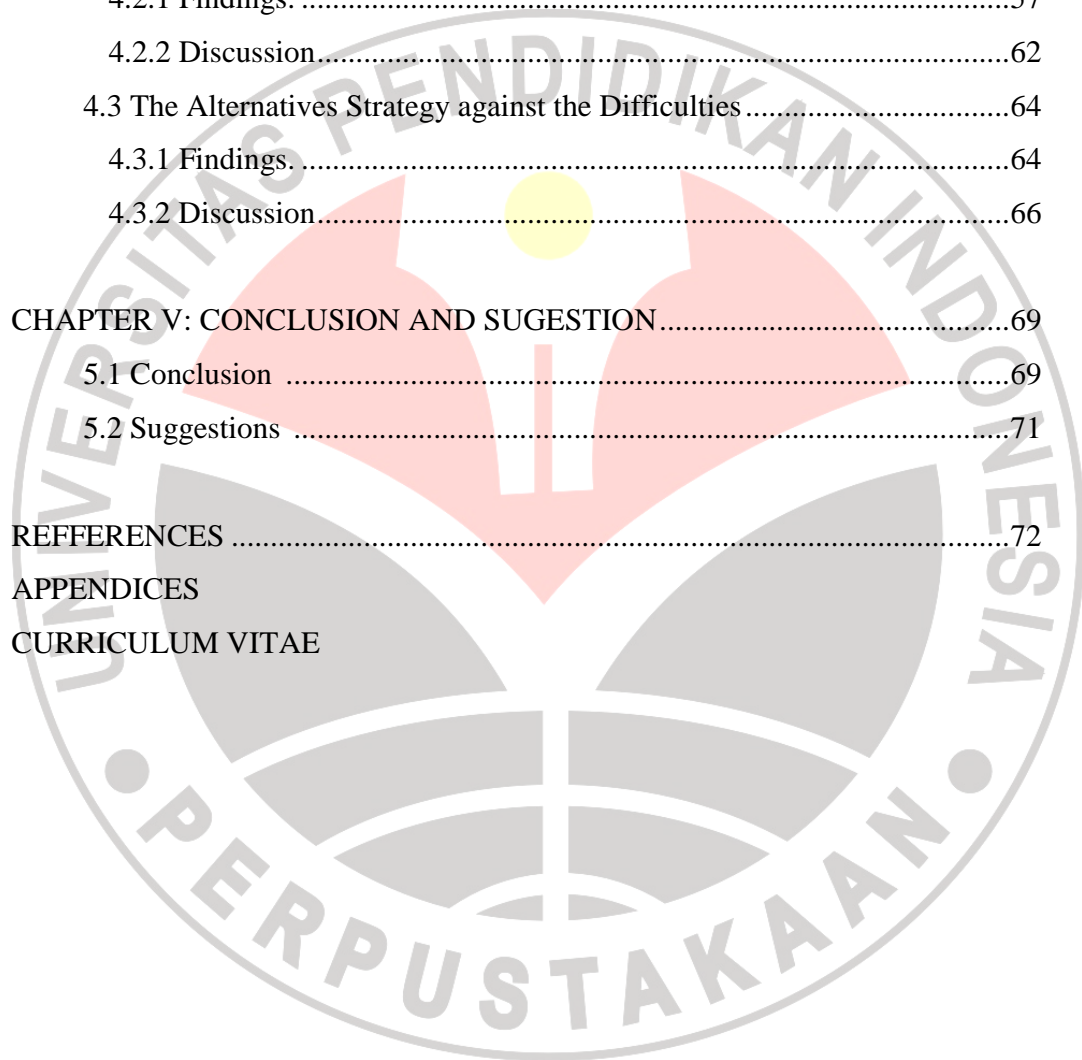 4.2.1 Findings. ...............................................................................57
4.2.2 Discussion..............................................................................62
4.3 The Alternatives Strategy against the Difficulties.............................64
4.3.1 Findings. ...............................................................................64
4.3.2 Discussion..............................................................................66
CHAPTER V: CONCLUSION AND SUGESTION.......................................69
5.1 Conclusion ................................................................................69
5.2 Suggestions ...............................................................................71
REFFERENCES .......................................................................................72
APPENDICES
CURRICULUM VITAE
UNIVERSITAS PENDIDIKAN INDONESIA
PERPUSTAKAAN